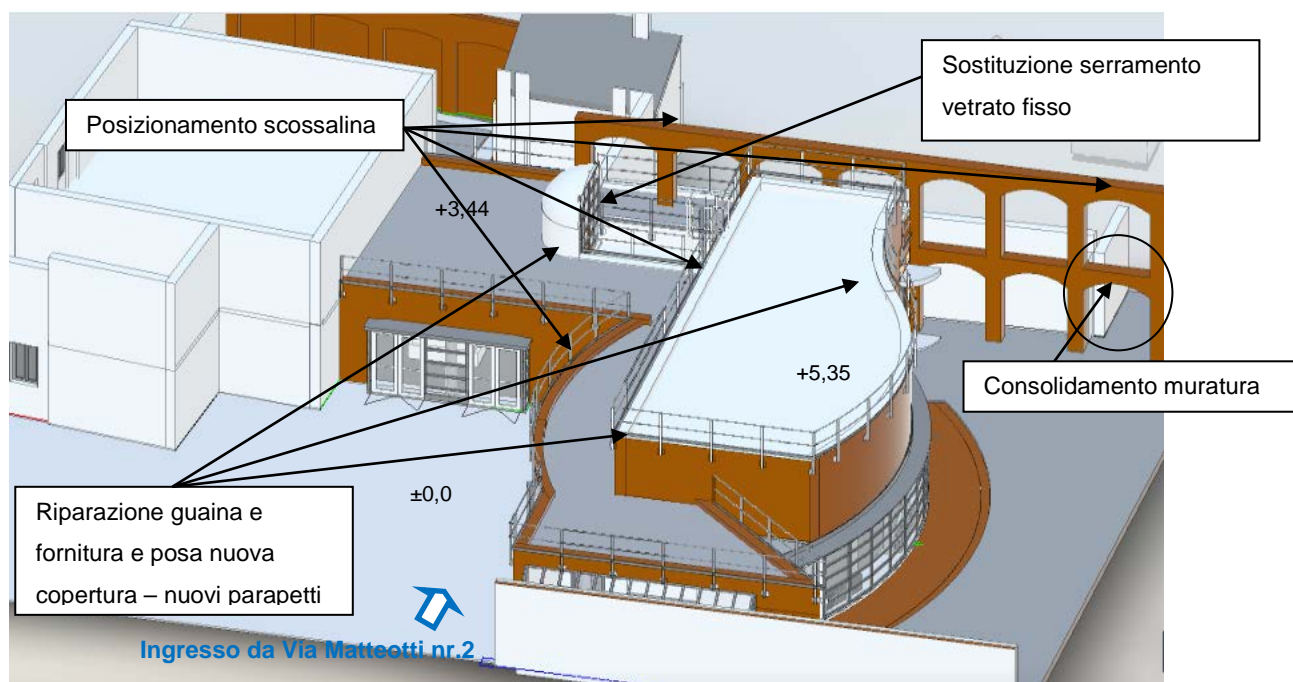 Sostituzione serramento
vetrato fisso
Posizionamento scossalina
+3,44
+5,35
Consolidamento muratura
±0,0
Riparazione guaina e
fornitura e posa nuova
copertura – nuovi parapetti
Ingresso da Via Matteotti nr.2